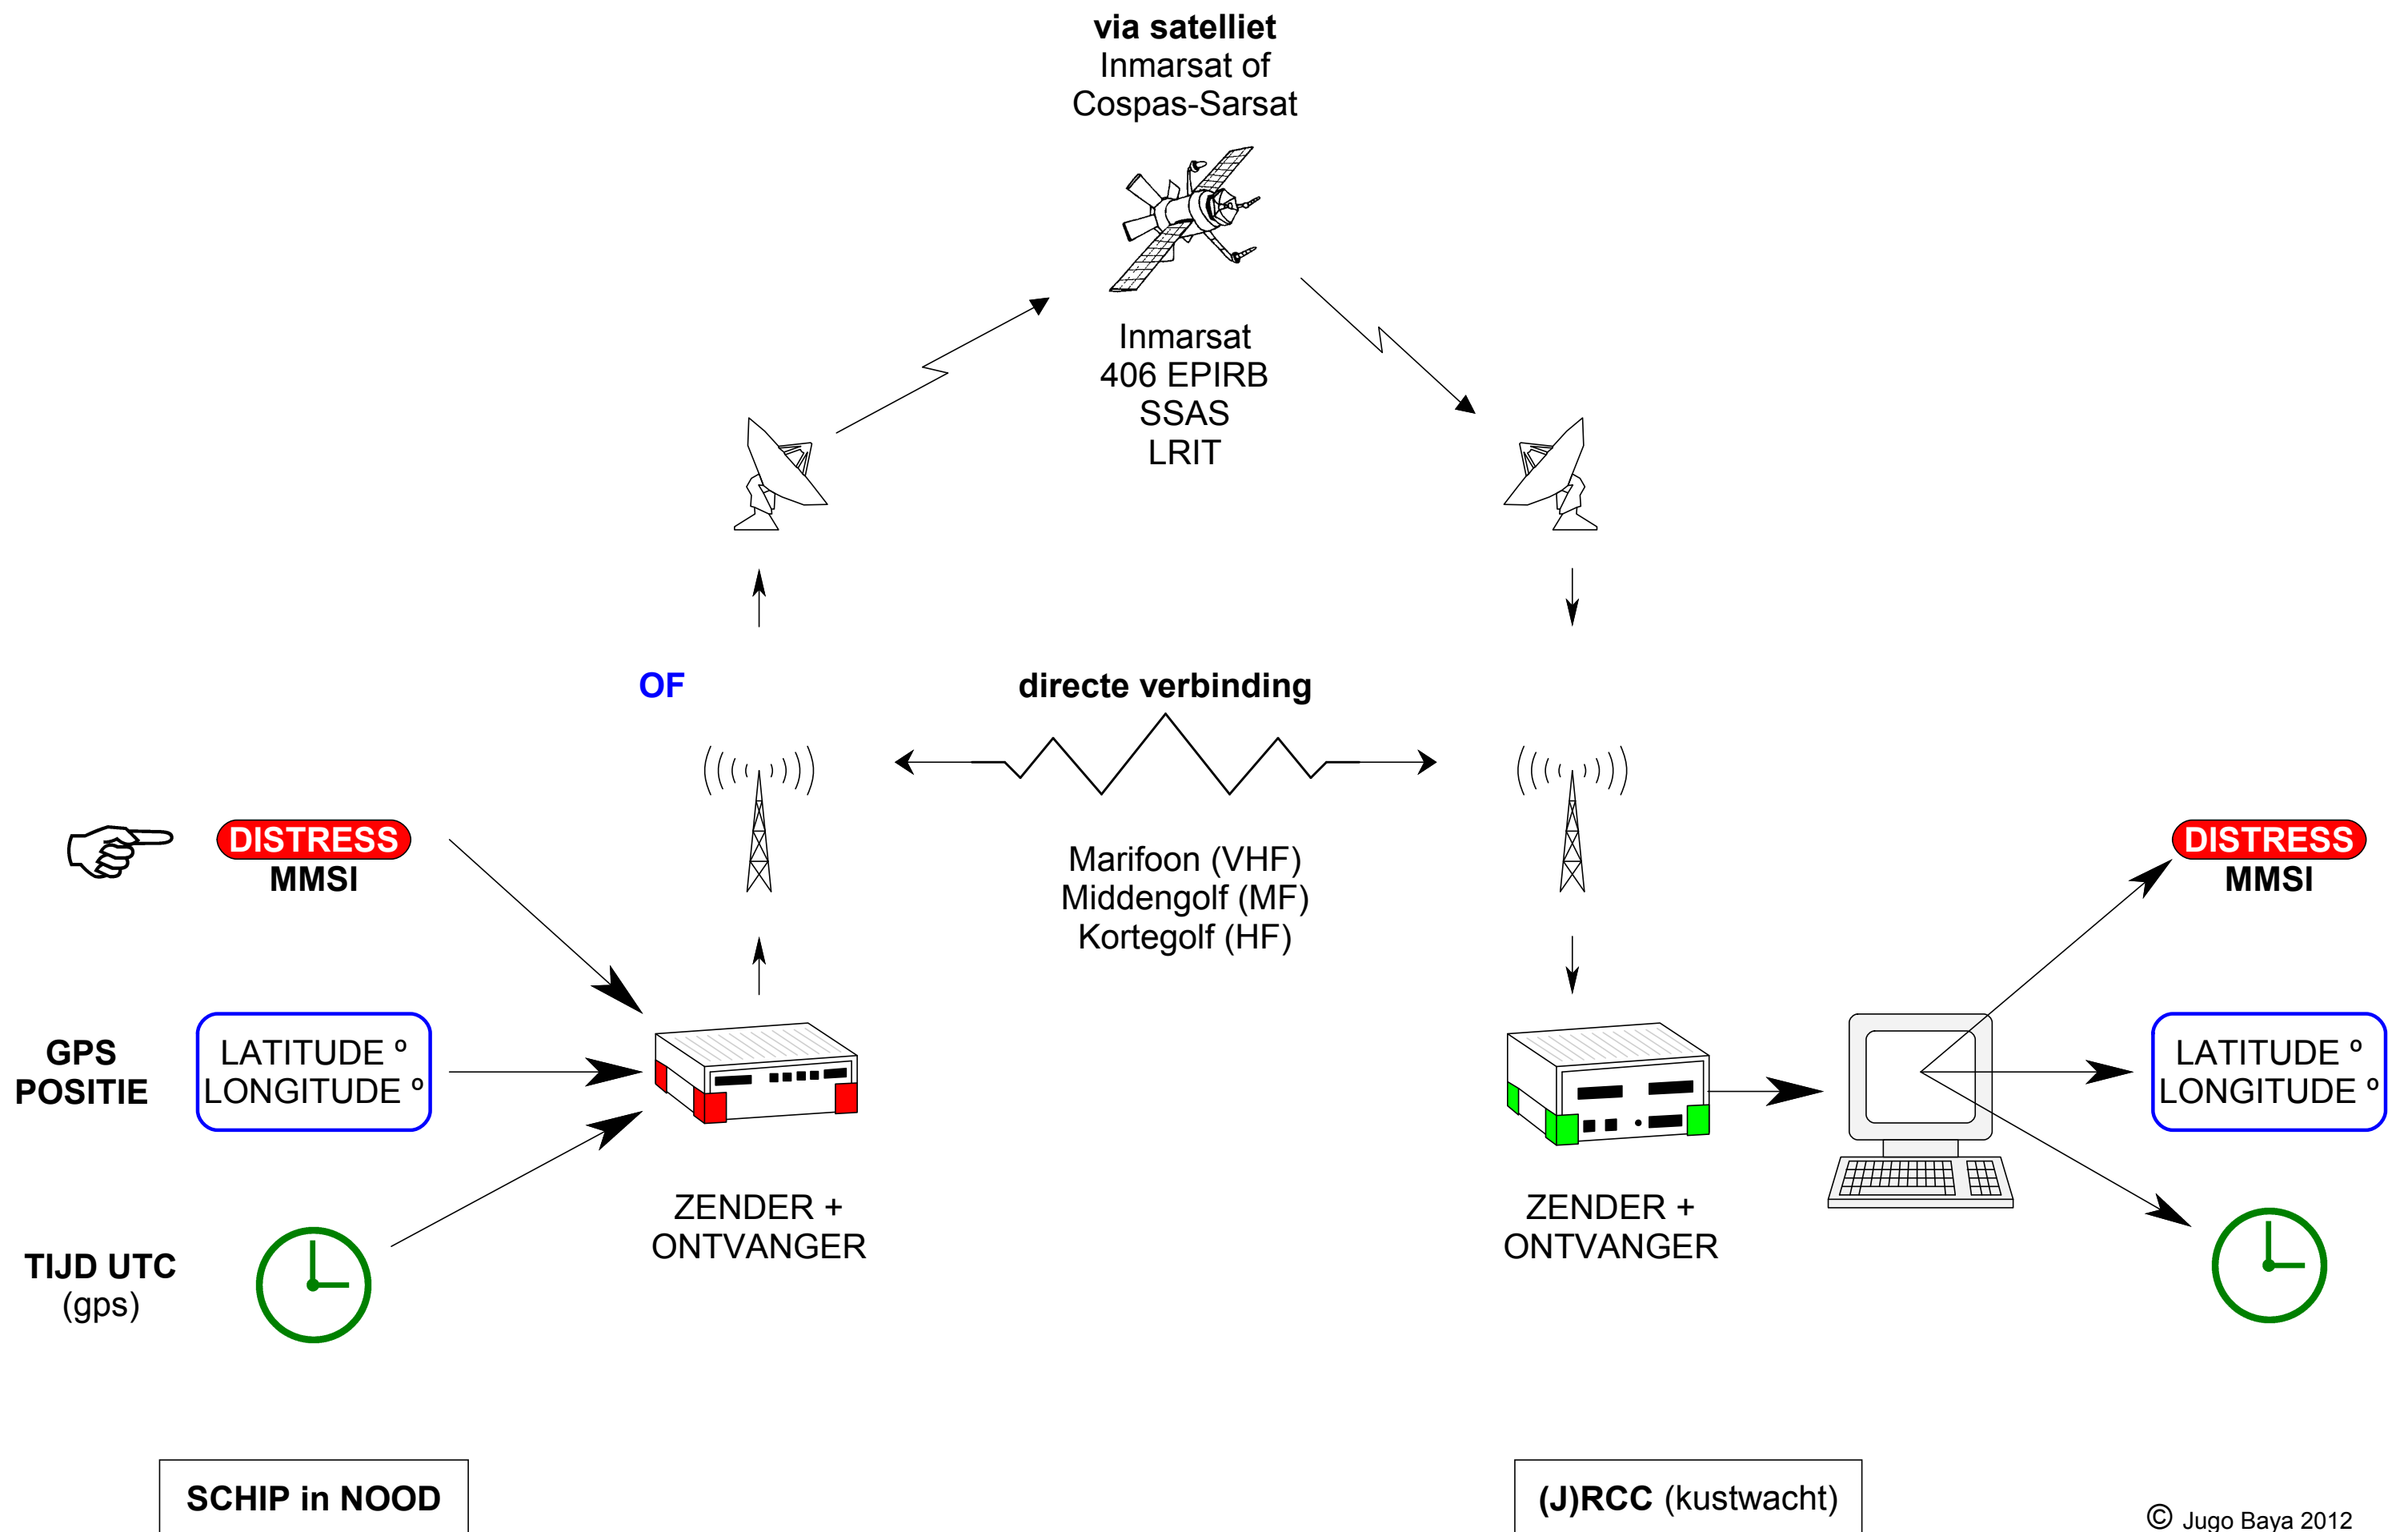 via satelliet
Inmarsat of
Cospas-Sarsat
Inmarsat
406 EPIRB
SSAS
LRIT
OF
directe verbinding
Marifoon (VHF)
Middengolf (MF)
Kortegolf (HF)
DISTRESS
MMSI
GPS
POSITIE
LATITUDE º
LONGITUDE º
TIJD UTC
(gps)
ZENDER +
ONTVANGER
ZENDER +
ONTVANGER
DISTRESS
MMSI
LATITUDE º
LONGITUDE º
SCHIP in NOOD
(J)RCC (kustwacht)
© Jugo Baya 2012